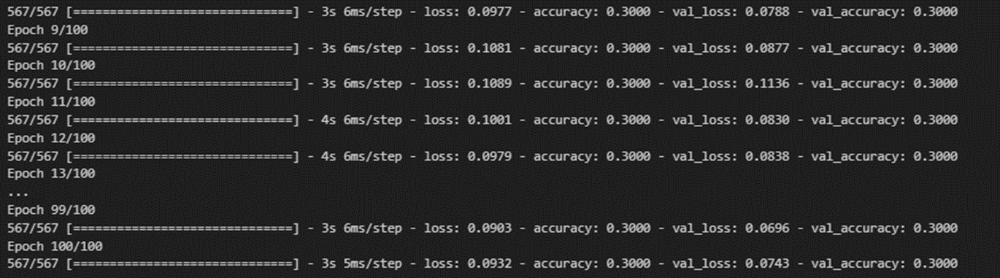 567/567 [==============================] - 3s 6ms/step - loss: 0.0977 - accuracy: 0.3000 - val_loss: 0.0788 - val_accuracy: 0.3000
Epoch 9/100
567/567 [==============================] - 3s 6ms/step - loss: 0.1081 - accuracy: 0.3000 - val_loss: 0.0877 - val_accuracy: 0.3000
Epoch 10/100
567/567 [==============================] - 3s 6ms/step - loss: 0.1089 - accuracy: 0.3000 - val_loss: 0.1136 - val_accuracy: 0.3000
Epoch 11/100
567/567 [==============================] - 4s 6ms/step - loss: 0.1001 - accuracy: 0.3000 - val_loss: 0.0830 - val_accuracy: 0.3000
Epoch 12/100
567/567 [==============================] - 4s 6ms/step - loss: 0.0979 - accuracy: 0.3000 - val_loss: 0.0838 - val_accuracy: 0.3000
Epoch 13/100
...
Epoch 99/100
567/567 [==============================] - 3s 6ms/step - loss: 0.0903 - accuracy: 0.3000 - val_loss: 0.0696 - val_accuracy: 0.3000
Epoch 100/100
567/567 [==============================] - 3s 5ms/step - loss: 0.0932 - accuracy: 0.3000 - val_loss: 0.0743 - val_accuracy: 0.3000